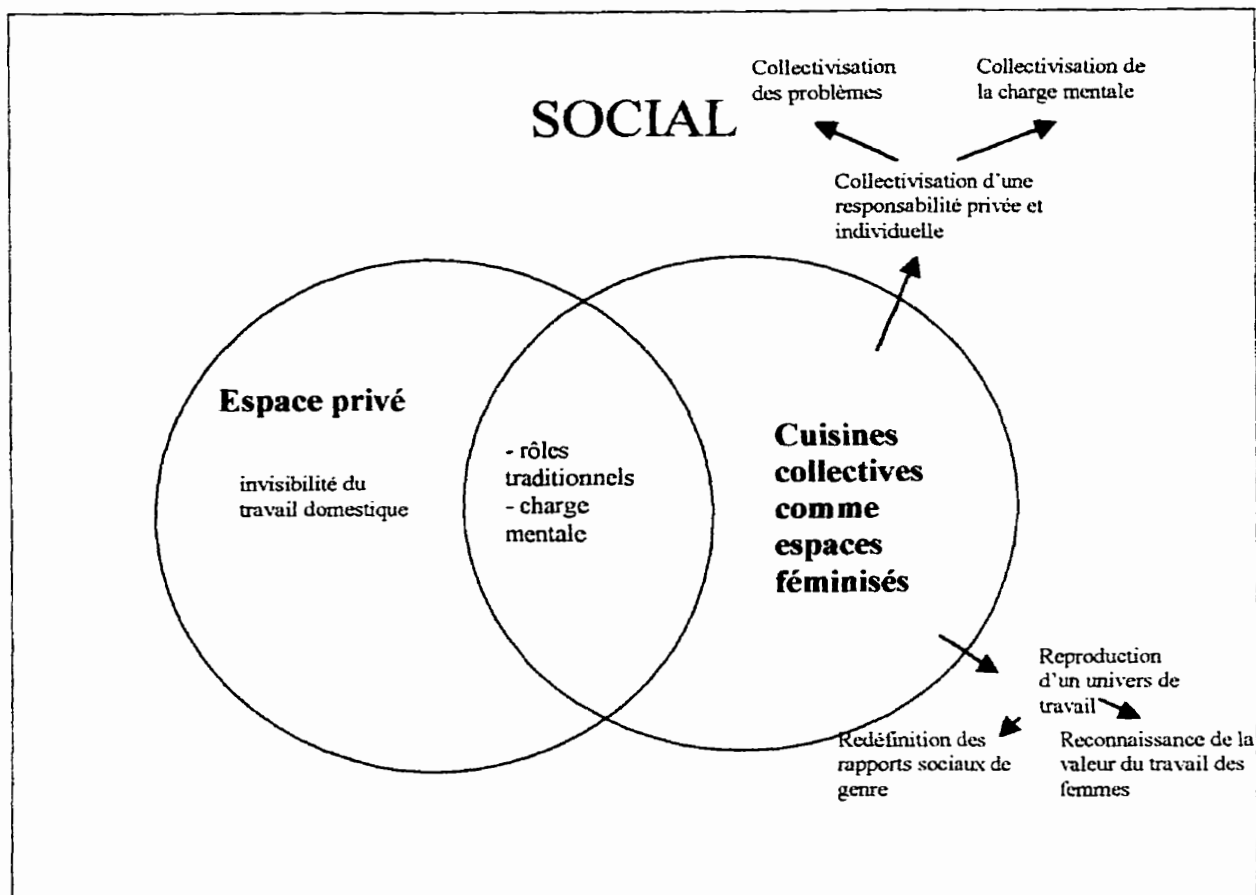 Collectivisation
des problèmes
Collectivisation de
la charge mentale
SOCIAL
Collectivisation d'une
responsabilité privée et
individuelle
Espace privé
invisibilité du
travail domestique
- rôles
traditionnels
- charge
mentale
Cuisines
collectives
comme
espaces
féminisés
Reproduction
d'un univers de
travail
Redéfinition des
rapports sociaux de
genre
Reconnaissance de la
valeur du travail des
femmes